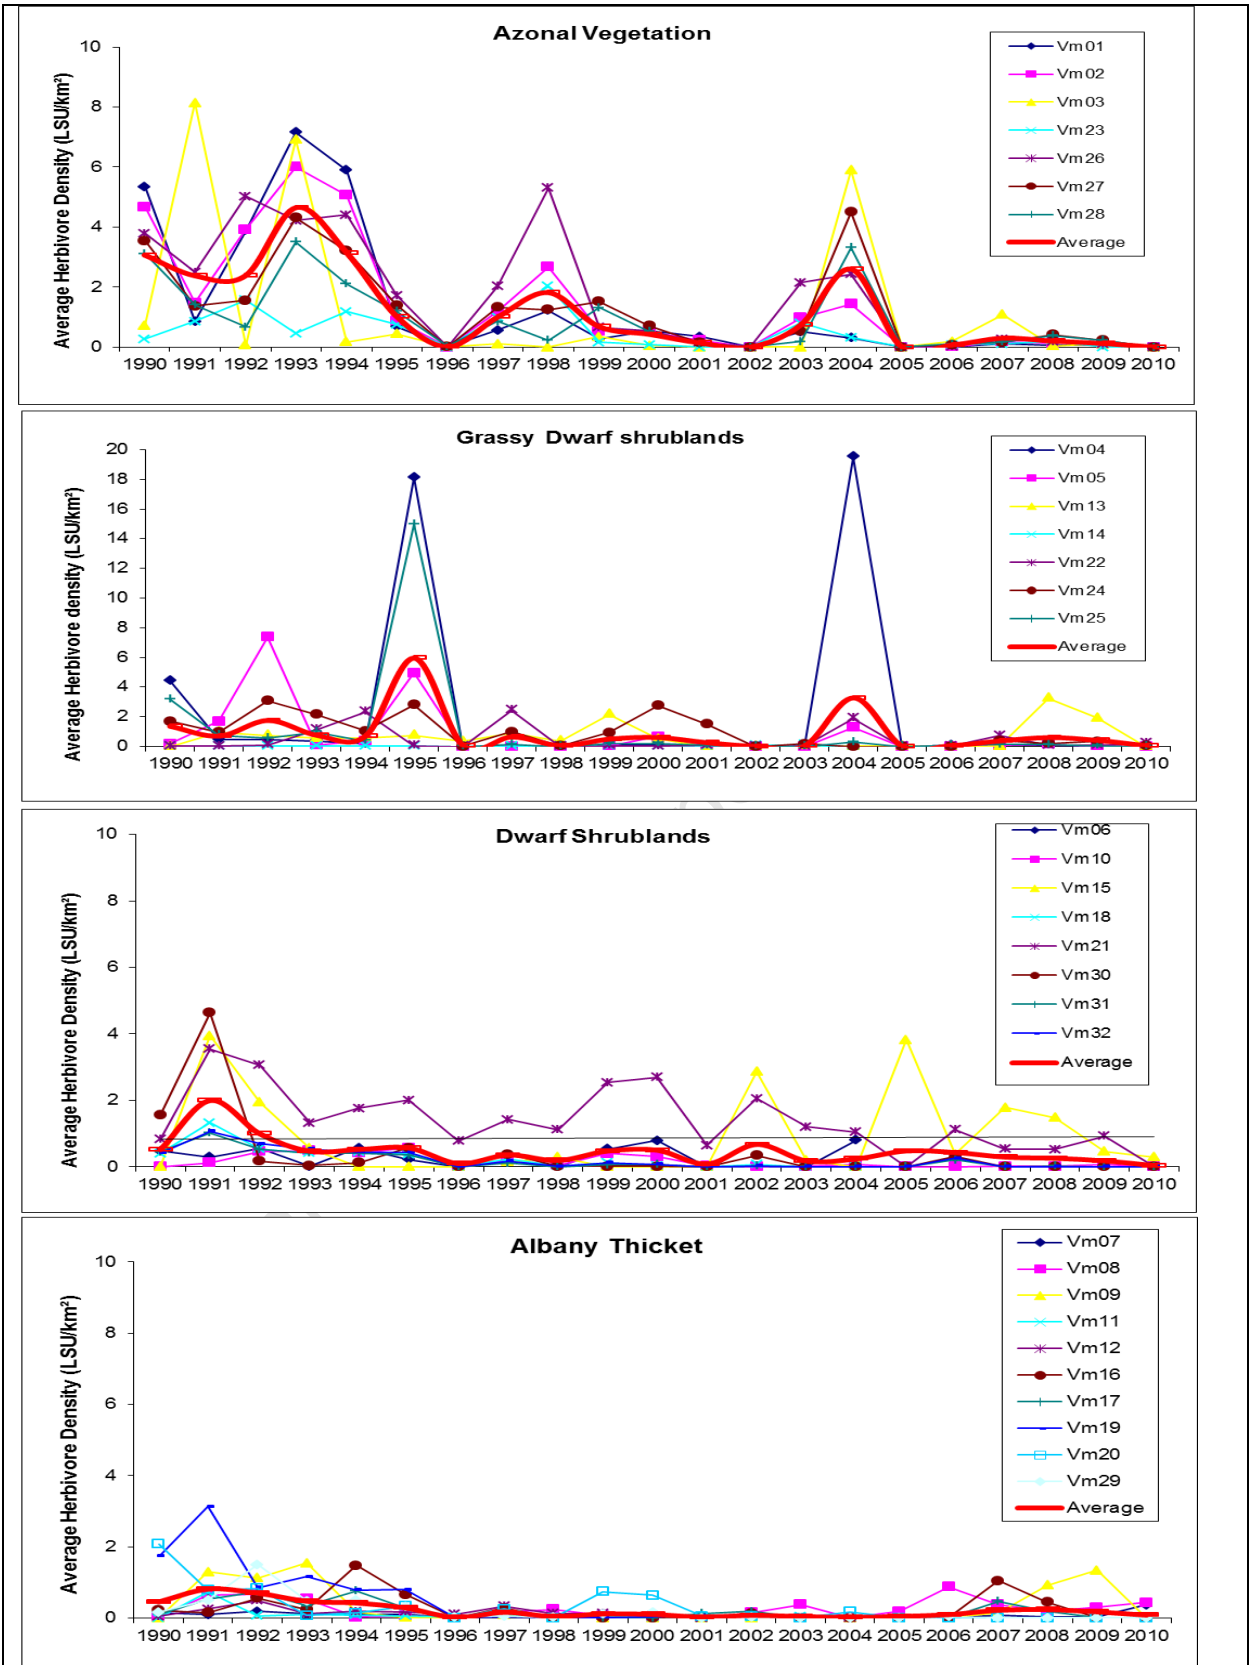 Azonal Vegetation
Average Herbivore Density (LSU/km²)
10
8
6
4
2
0
1990 1991 1992 1993 1994 1995 1996 1997 1998 1999 2000 2001 2002 2003 2004 2005 2006 2007 2008 2009 2010
Vm01
Vm02
Vm03
Vm23
Vm26
Vm27
Vm28
Average
Grassy Dwarf shrublands
Average Herbivore density (LSU/km²)
20
18
16
14
12
10
8
6
4
2
0
1990 1991 1992 1993 1994 1995 1996 1997 1998 1999 2000 2001 2002 2003 2004 2005 2006 2007 2008 2009 2010
Vm04
Vm05
Vm13
Vm14
Vm22
Vm24
Vm25
Average
Dwarf Shrublands
Average Herbivore Density (LSU/km²)
10
8
6
4
2
0
1990 1991 1992 1993 1994 1995 1996 1997 1998 1999 2000 2001 2002 2003 2004 2005 2006 2007 2008 2009 2010
Vm06
Vm10
Vm15
Vm18
Vm21
Vm30
Vm31
Vm32
Average
Albany Thicket
Average Herbivore Density (LSU/km²)
10
8
6
4
2
0
1990 1991 1992 1993 1994 1995 1996 1997 1998 1999 2000 2001 2002 2003 2004 2005 2006 2007 2008 2009 2010
Vm07
Vm08
Vm09
Vm11
Vm12
Vm16
Vm17
Vm19
Vm20
Vm29
Average